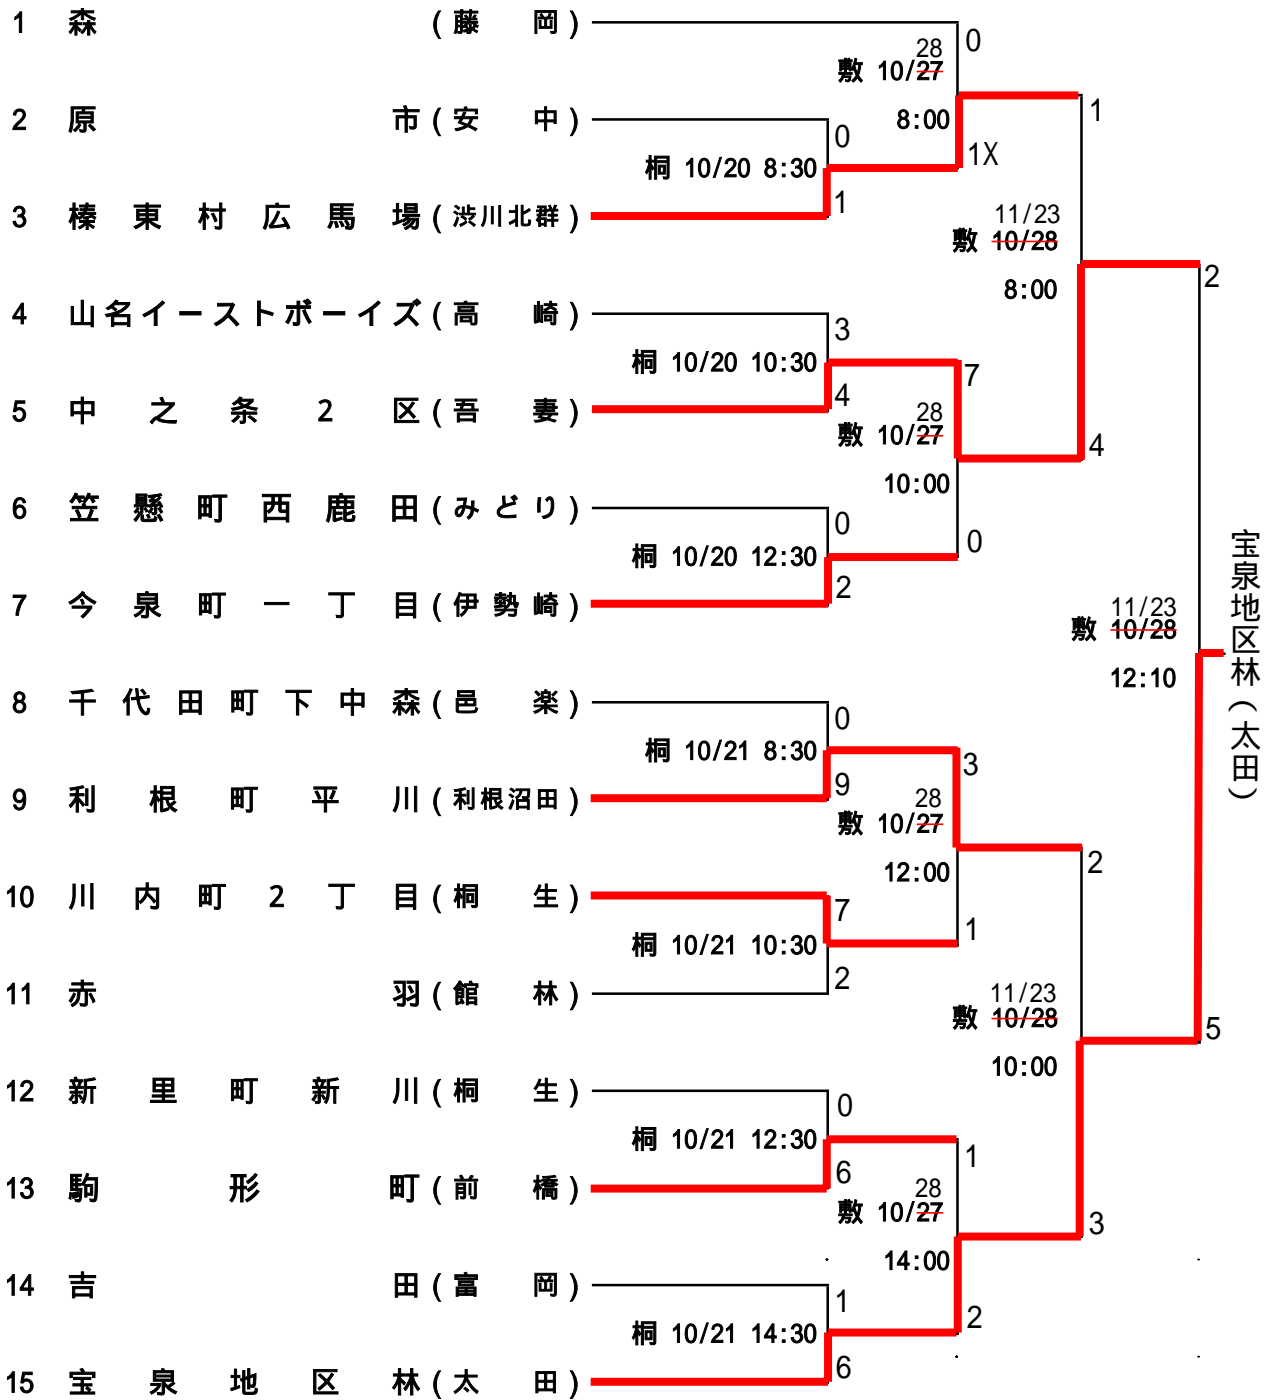 1 森 (藤岡)
0
28
敷 10/27
8:00
2 原市 (安中)
0
1
桐 10/20 8:30
1X
3 榛東村広馬場 (渋川北群)
1
11/23
敷 10/28
8:00
2
4 山名イーストボーイズ (高崎)
3
桐 10/20 10:30
7
5 中之条2区 (吾妻)
4
28
敷 10/27
10:00
4
6 笠懸町西鹿田 (みどり)
0
桐 10/20 12:30
0
7 今泉町一丁目 (伊勢崎)
2
11/23
敷 10/28
12:10
宝泉地区林(太田)
8 千代田町下中森 (邑楽)
0
桐 10/21 8:30
3
9 利根町平川 (利根沼田)
9
28
敷 10/27
12:00
2
10 川内町2丁目 (桐生)
7
桐 10/21 10:30
1
11 赤羽 (館林)
2
11/23
敷 10/28
10:00
5
12 新里町新川 (桐生)
0
桐 10/21 12:30
1
13 駒形町 (前橋)
6
28
敷 10/27
14:00
3
14 吉田 (富岡)
1
桐 10/21 14:30
2
15 宝泉地区林 (太田)
6